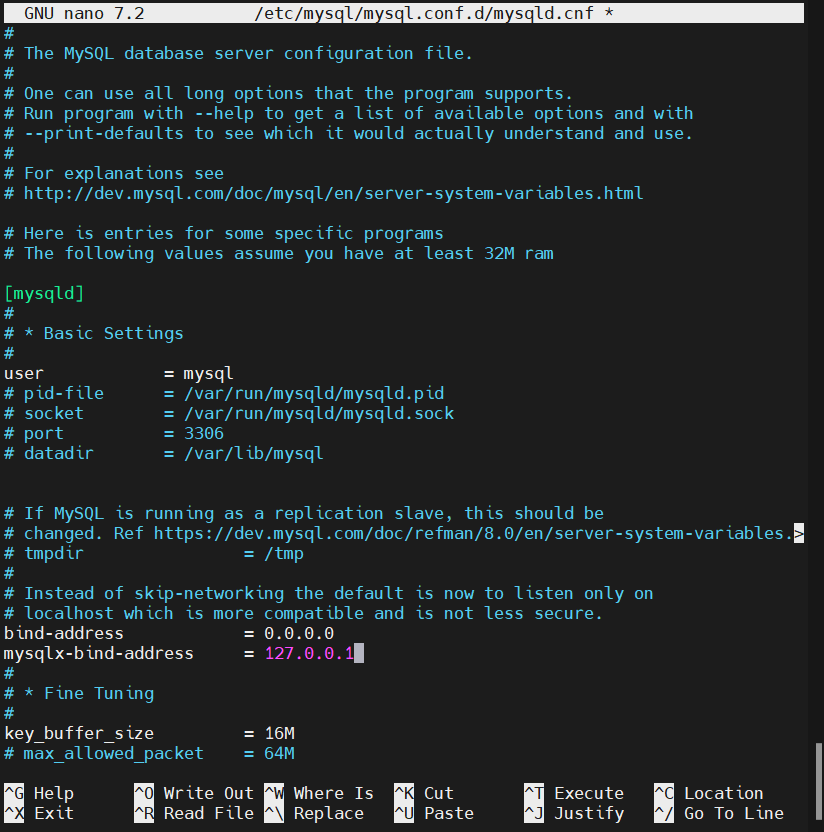 GNU nano 7.2           /etc/mysql/mysql.conf.d/mysqld.cnf *
#
# The MySQL database server configuration file.
#
# One can use all long options that the program supports.
# Run program with --help to get a list of available options and with
# --print-defaults to see which it would actually understand and use.
#
# For explanations see
# http://dev.mysql.com/doc/mysql/en/server-system-variables.html

# Here is entries for some specific programs
# The following values assume you have at least 32M ram

[mysqld]
#
# * Basic Settings
#
user            = mysql
# pid-file      = /var/run/mysqld/mysqld.pid
# socket        = /var/run/mysqld/mysqld.sock
# port          = 3306
# datadir       = /var/lib/mysql


# If MySQL is running as a replication slave, this should be
# changed. Ref https://dev.mysql.com/doc/refman/8.0/en/server-system-variables.>
# tmpdir                = /tmp
#
# Instead of skip-networking the default is now to listen only on
# localhost which is more compatible and is not less secure.
bind-address            = 0.0.0.0
mysqlx-bind-address     = 127.0.0.1
#
# * Fine Tuning
#
key_buffer_size         = 16M
# max_allowed_packet    = 64M

^G Help      ^O Write Out ^W Where Is  ^K Cut       ^T Execute   ^C Location
^X Exit      ^R Read File ^\ Replace   ^U Paste     ^J Justify   ^/ Go To Line